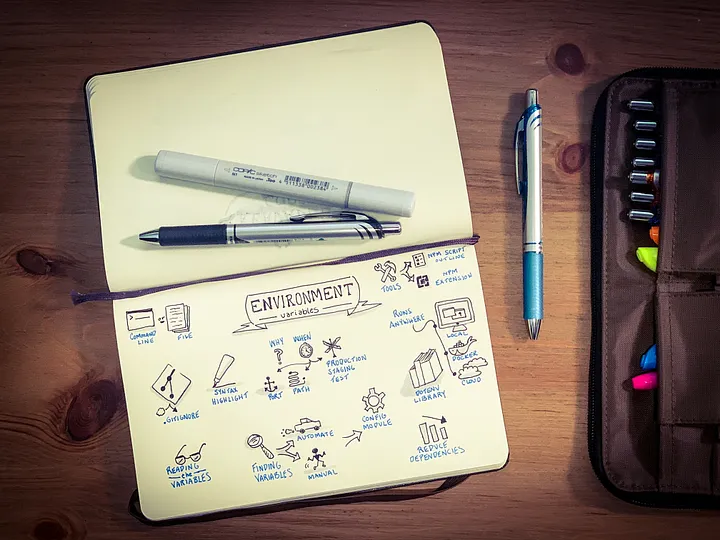 COPIC sketch
ENVIRONMENT
variables
TOOLS
NPM SCRIPT
OUTLINE
NPM
EXTENSION
COMMAND
LINE
FILE
WHY
WHEN
PRODUCTION
STAGING
TEST
PORT
PATH
RUNS
ANYWHERE
LOCAL
DOCKER
CLOUD
.GITIGNORE
SYNTAX
HIGHLIGHT
DOTENV
LIBRARY
CONFIG
MODULE
READING
the
VARIABLES
FINDING
VARIABLES
AUTOMATE
MANUAL
REDUCE
DEPENDENCIES